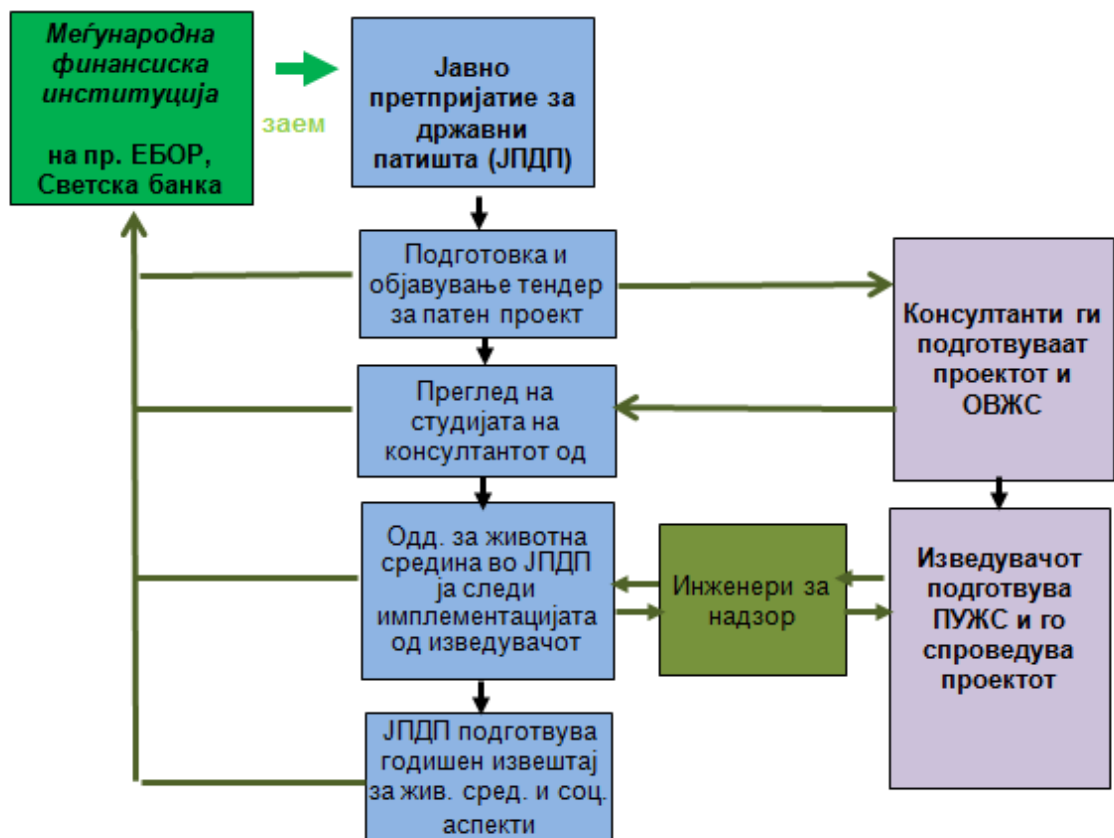 Меѓународна
финансиска
институција
на пр. ЕБОР,
Светска банка
заем
Јавно
претпријатие за
државни
патишта (ЈПДП)
Подготовка и
објавување тендер
за патен проект
Консултанти ги
подготвуваат
проектот и
ОВЖС
Преглед на
студијата на
консултантот од
Одд. за животна
средина во ЈПДП
ја следи
имплементацијата
од изведувачот
Инженери за
надзор
Изведувачот
подготвува
ПУЖС и го
спроведува
проектот
ЈПДП подготвува
годишен извештај
за жив. сред. и соц.
аспекти